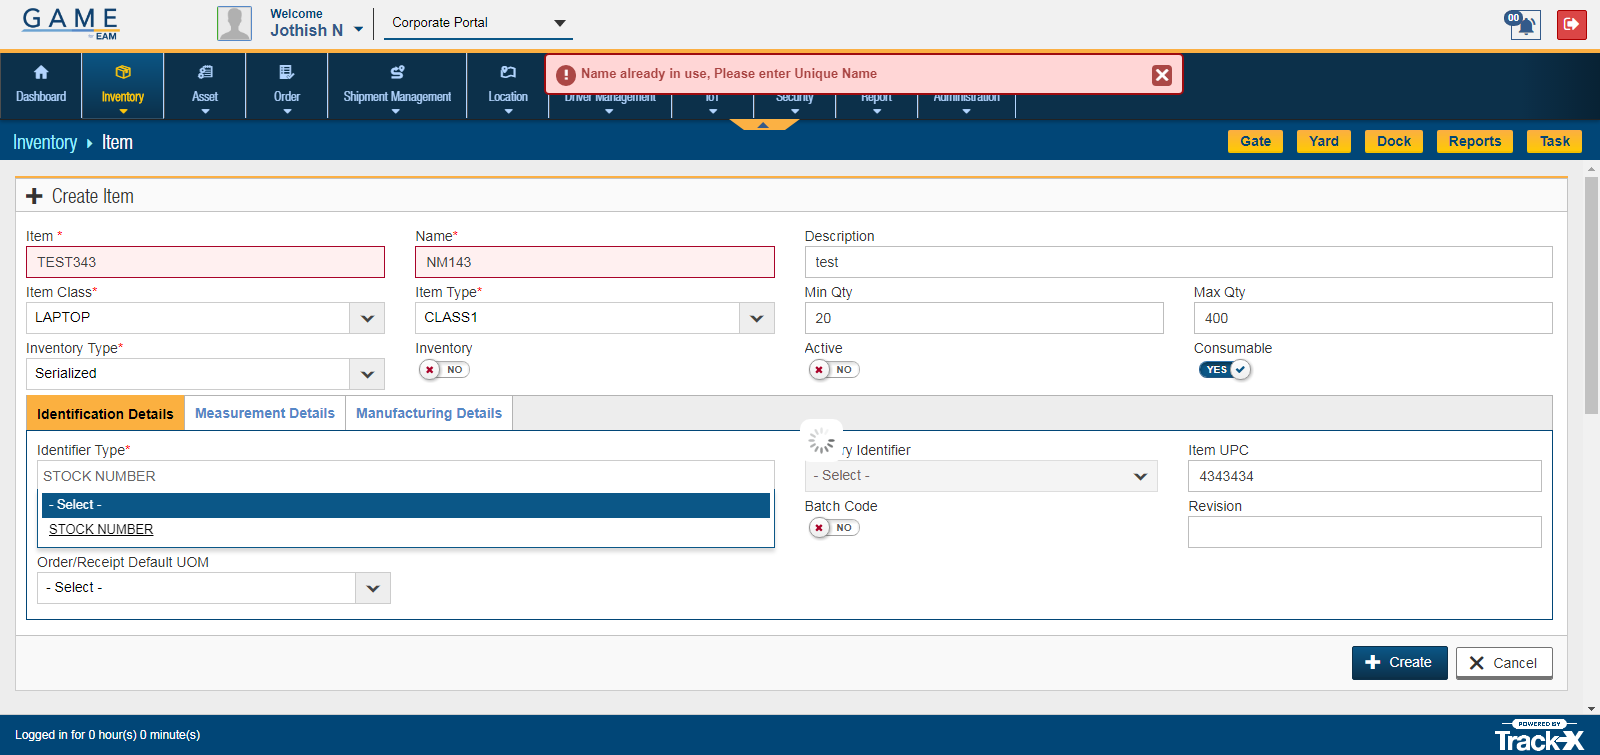 GAME
BY EAM
Welcome
Jothish N
Corporate Portal
00
Name already in use, Please enter Unique Name
Dashboard
Inventory
Asset
Order
Shipment Management
Location
Driver Management
IoT
Security
Report
Administration
Inventory Item
Gate
Yard
Dock
Reports
Task
Create Item
Item *
Name*
Description
TEST343
NM143
test
Item Class*
Item Type*
Min Qty
Max Qty
LAPTOP
CLASS1
20
400
Inventory Type*
Inventory
Active
Consumable
Serialized
NO
NO
YES
Identification Details
Measurement Details
Manufacturing Details
Identifier Type*
ry Identifier
Item UPC
STOCK NUMBER
- Select -
4343434
- Select -
STOCK NUMBER
Batch Code
Revision
NO
Order/Receipt Default UOM
- Select -
Create
Cancel
Logged in for 0 hour(s) 0 minute(s)
POWERED BY
Track-X